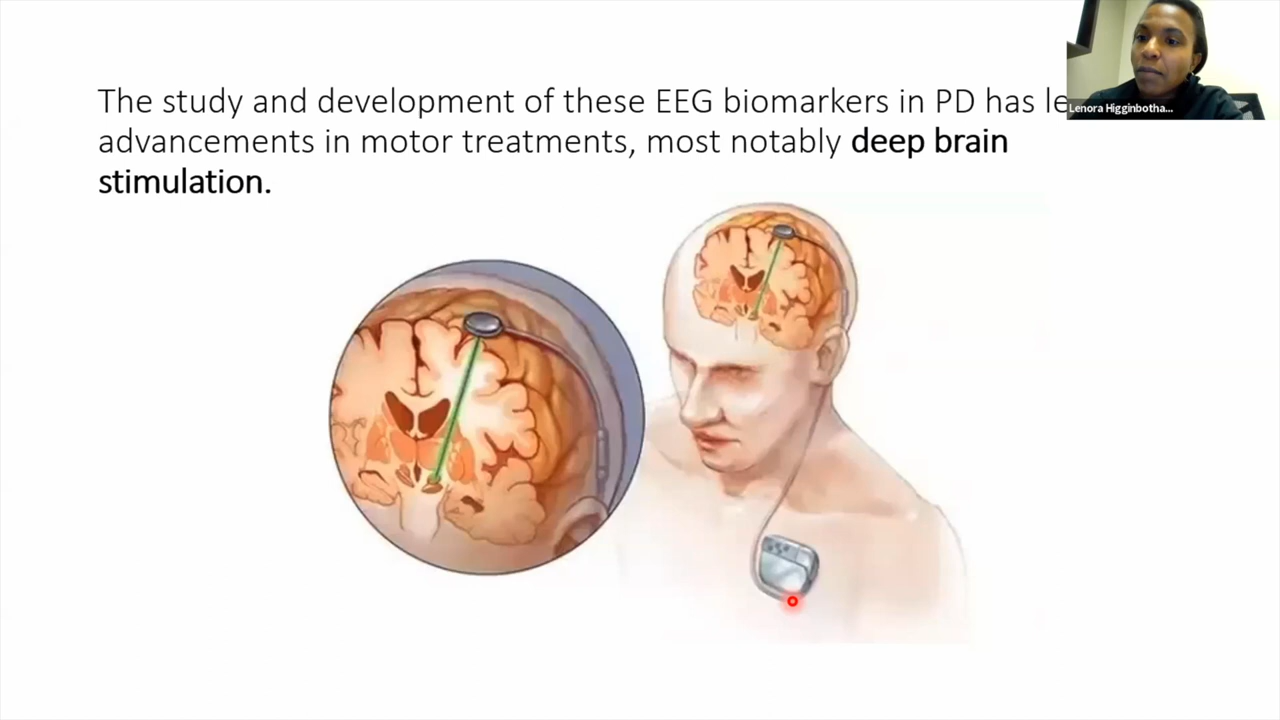 The study and development of these EEG biomarkers in PD has le
advancements in motor treatments, most notably deep brain
stimulation.
Lenora Higginbotha...